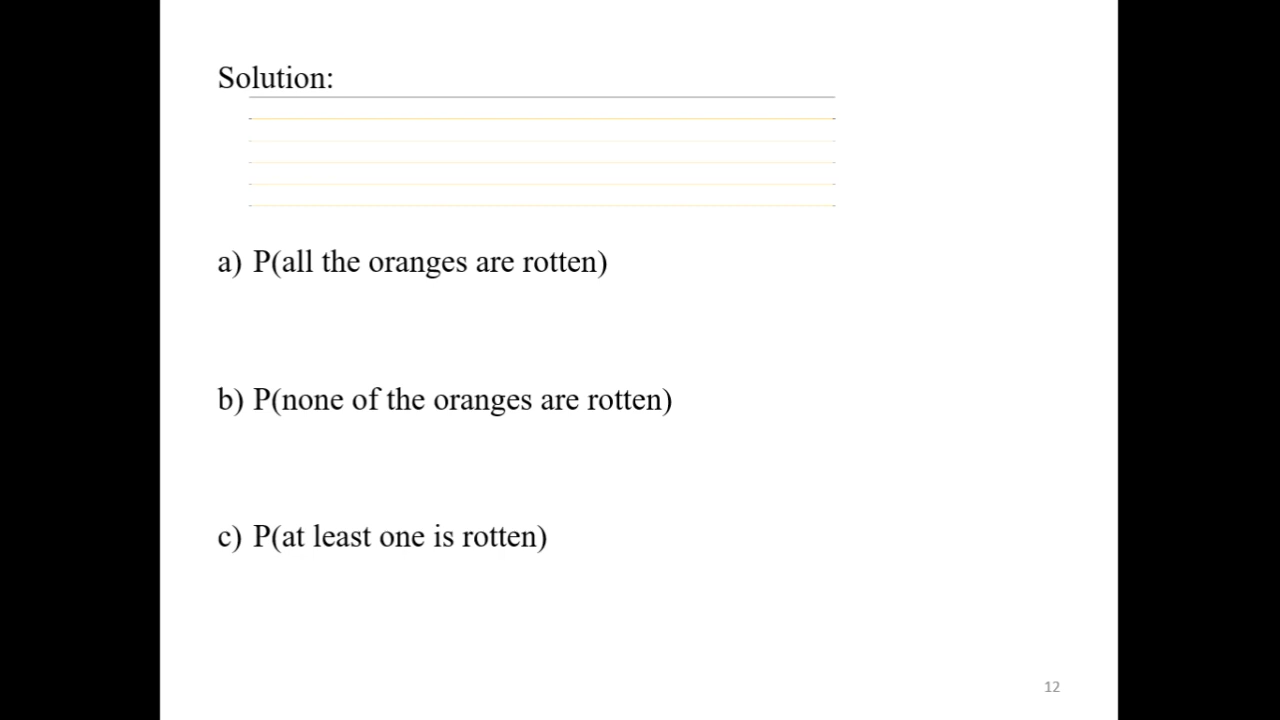 Solution:
a) P(all the oranges are rotten)
b) P(none of the oranges are rotten)
c) P(at least one is rotten)
12